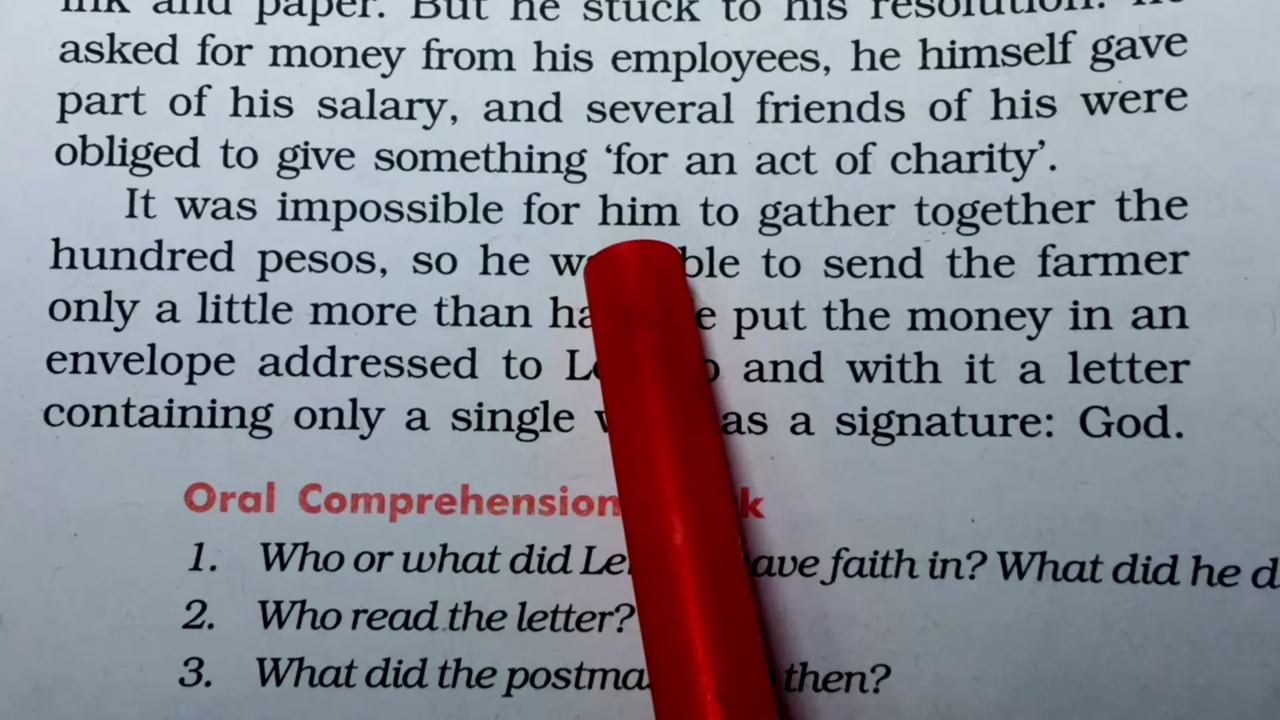 ink and paper. But he stuck to his resolution. He
asked for money from his employees, he himself gave
part of his salary, and several friends of his were
obliged to give something ‘for an act of charity’.
It was impossible for him to gather together the
hundred pesos, so he to send the farmer
only a little more than put the money in an
envelope addressed to and with it a letter
containing only a single as a signature: God.
Oral Comprehension
1. Who or what did faith in? What did he
2. Who read the letter?
3. What did the then?